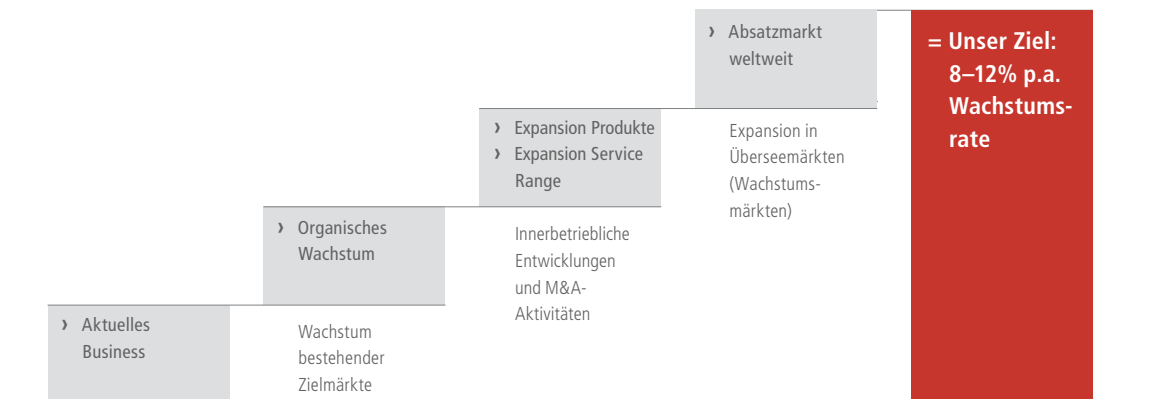 › Aktuelles
Business
› Organisches
Wachstum
Wachstum
bestehender
Zielmärkte
› Expansion Produkte
› Expansion Service
Range
Innerbetriebliche
Entwicklungen
und M&A-
Aktivitäten
› Absatzmarkt
weltweit
Expansion in
Überseemärkten
(Wachstums-
märkten)
= Unser Ziel:
8–12% p.a.
Wachstums-
rate